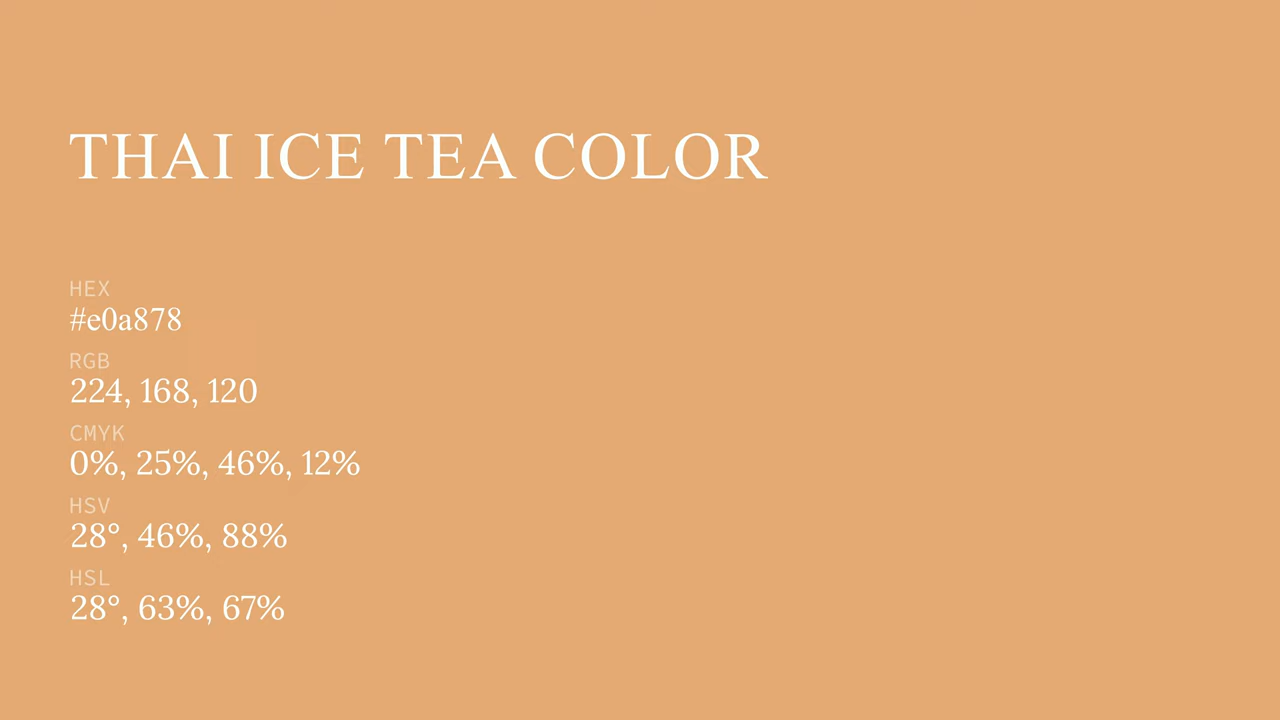 THAI ICE TEA COLOR
HEX
#e0a878
RGB
224, 168, 120
CMYK
0%, 25%, 46%, 12%
HSV
28°, 46%, 88%
HSL
28°, 63%, 67%